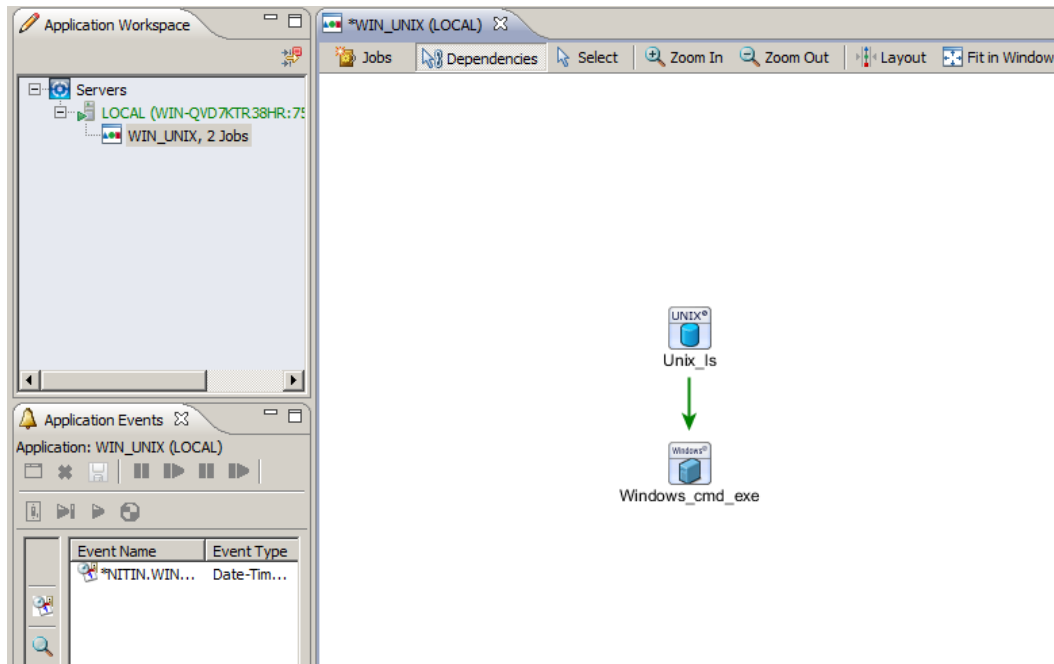 Application Workspace
Servers
LOCAL (WIN-QVD7KTR38HR:75
WIN_UNIX, 2 Jobs
Application Events
Application: WIN_UNIX (LOCAL)
Event Name Event Type
*NITIN.WIN... Date-Tim...
*WIN_UNIX (LOCAL)
Jobs Dependencies Select Zoom In Zoom Out Layout Fit in Window
UNIX
Unix_ls
Windows
Windows_cmd_exe